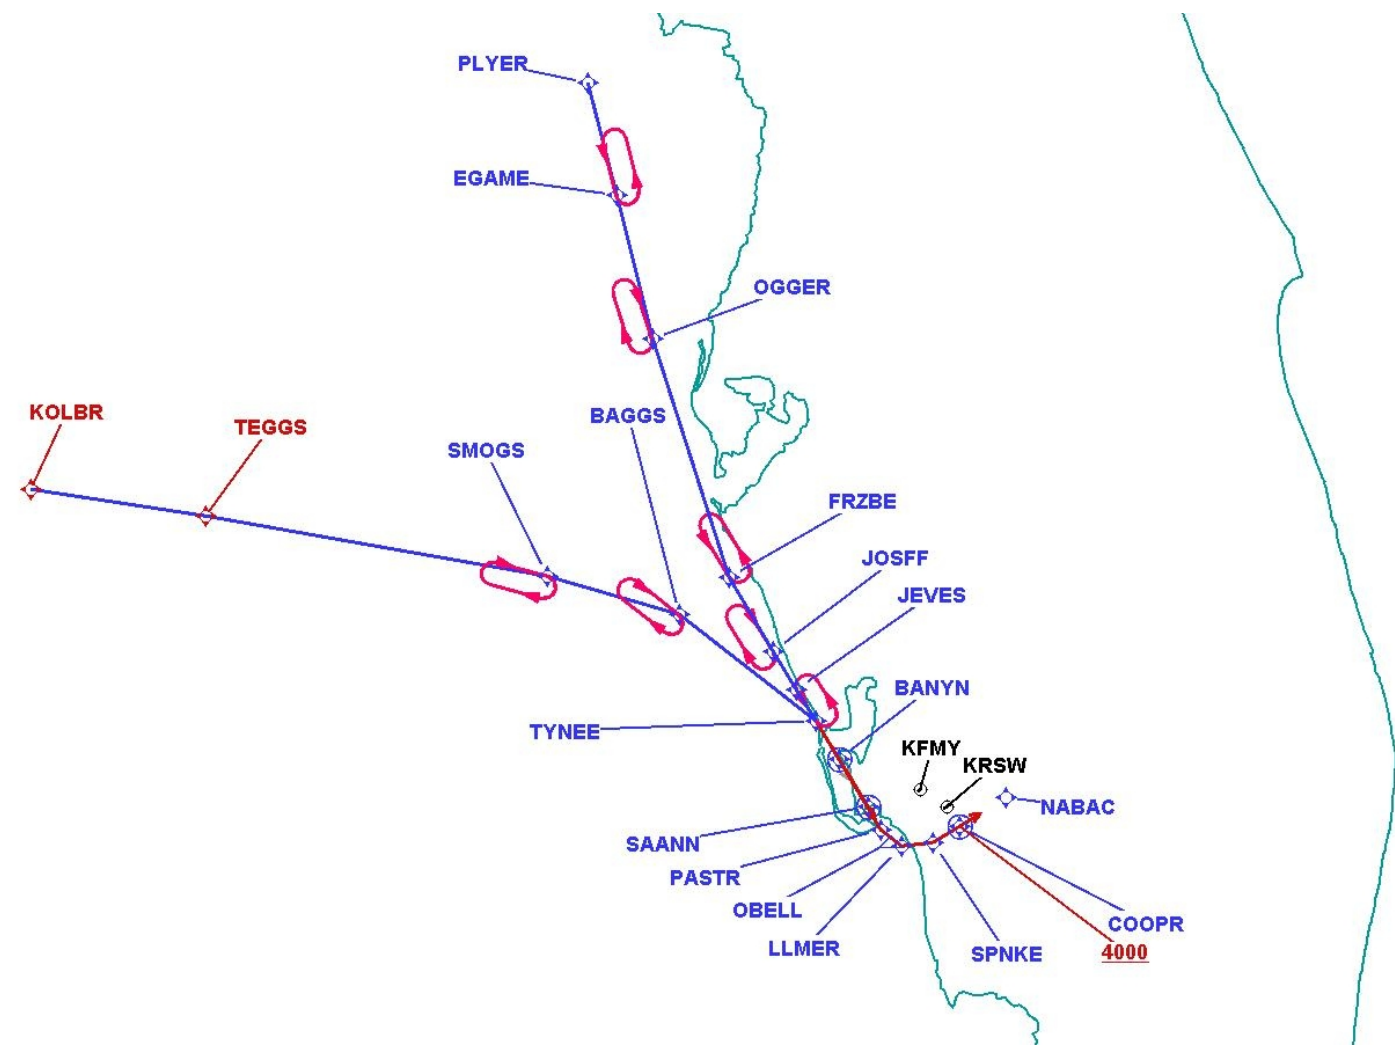 PLYER
EGAME
OGGER
KOLBR
BAGGS
TEGGS
SMOGS
FRZBE
JOSFF
JEVES
BANYN
TYNEE
KFMY
KRSW
NABAC
SAANN
PASTR
OBELL
COOPR
LLMER
SPNKE
4000